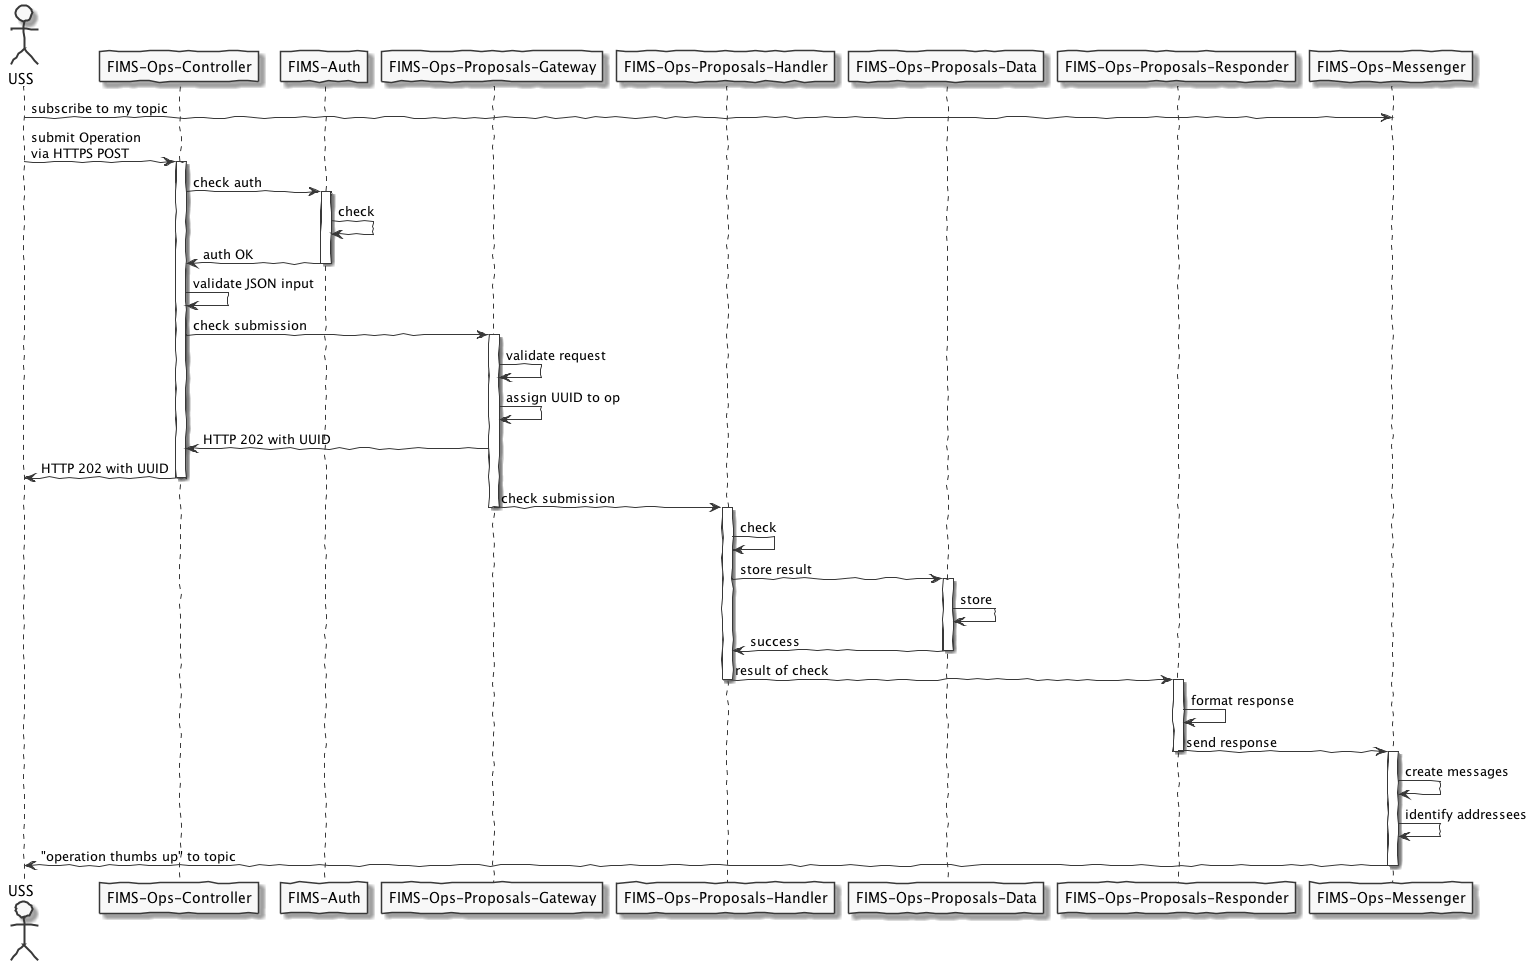 USS
FIMS-Ops-Controller
FIMS-Auth
FIMS-Ops-Proposals-Gateway
FIMS-Ops-Proposals-Handler
FIMS-Ops-Proposals-Data
FIMS-Ops-Proposals-Responder
FIMS-Ops-Messenger
subscribe to my topic
submit Operation
via HTTPS POST
check auth
check
auth OK
validate JSON input
check submission
validate request
assign UUID to op
HTTP 202 with UUID
HTTP 202 with UUID
check submission
check
store result
store
success
result of check
format response
send response
create messages
identify addressees
"operation thumbs up" to topic
USS
FIMS-Ops-Controller
FIMS-Auth
FIMS-Ops-Proposals-Gateway
FIMS-Ops-Proposals-Handler
FIMS-Ops-Proposals-Data
FIMS-Ops-Proposals-Responder
FIMS-Ops-Messenger